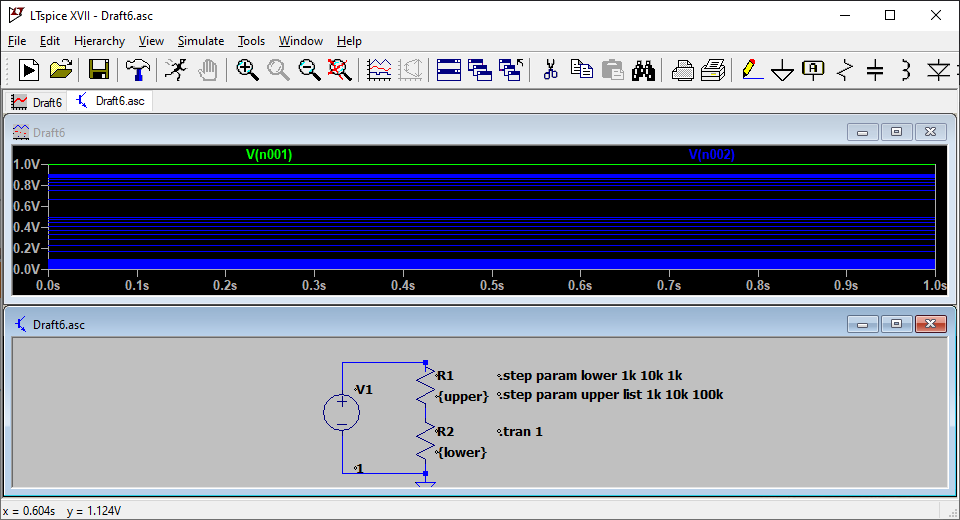 LTspice XVII - Draft6.asc
File Edit Hierarchy View Simulate Tools Window Help
Draft6 Draft6.asc
Draft6
V(n001) V(n002)
1.0V
0.8V
0.6V
0.4V
0.2V
0.0V
0.0s 0.1s 0.2s 0.3s 0.4s 0.5s 0.6s 0.7s 0.8s 0.9s 1.0s
Draft6.asc
R1 .step param lower 1k 10k 1k
V1 {upper} .step param upper list 1k 10k 100k
R2 .tran 1
{lower}
1
x = 0.604s y = 1.124V